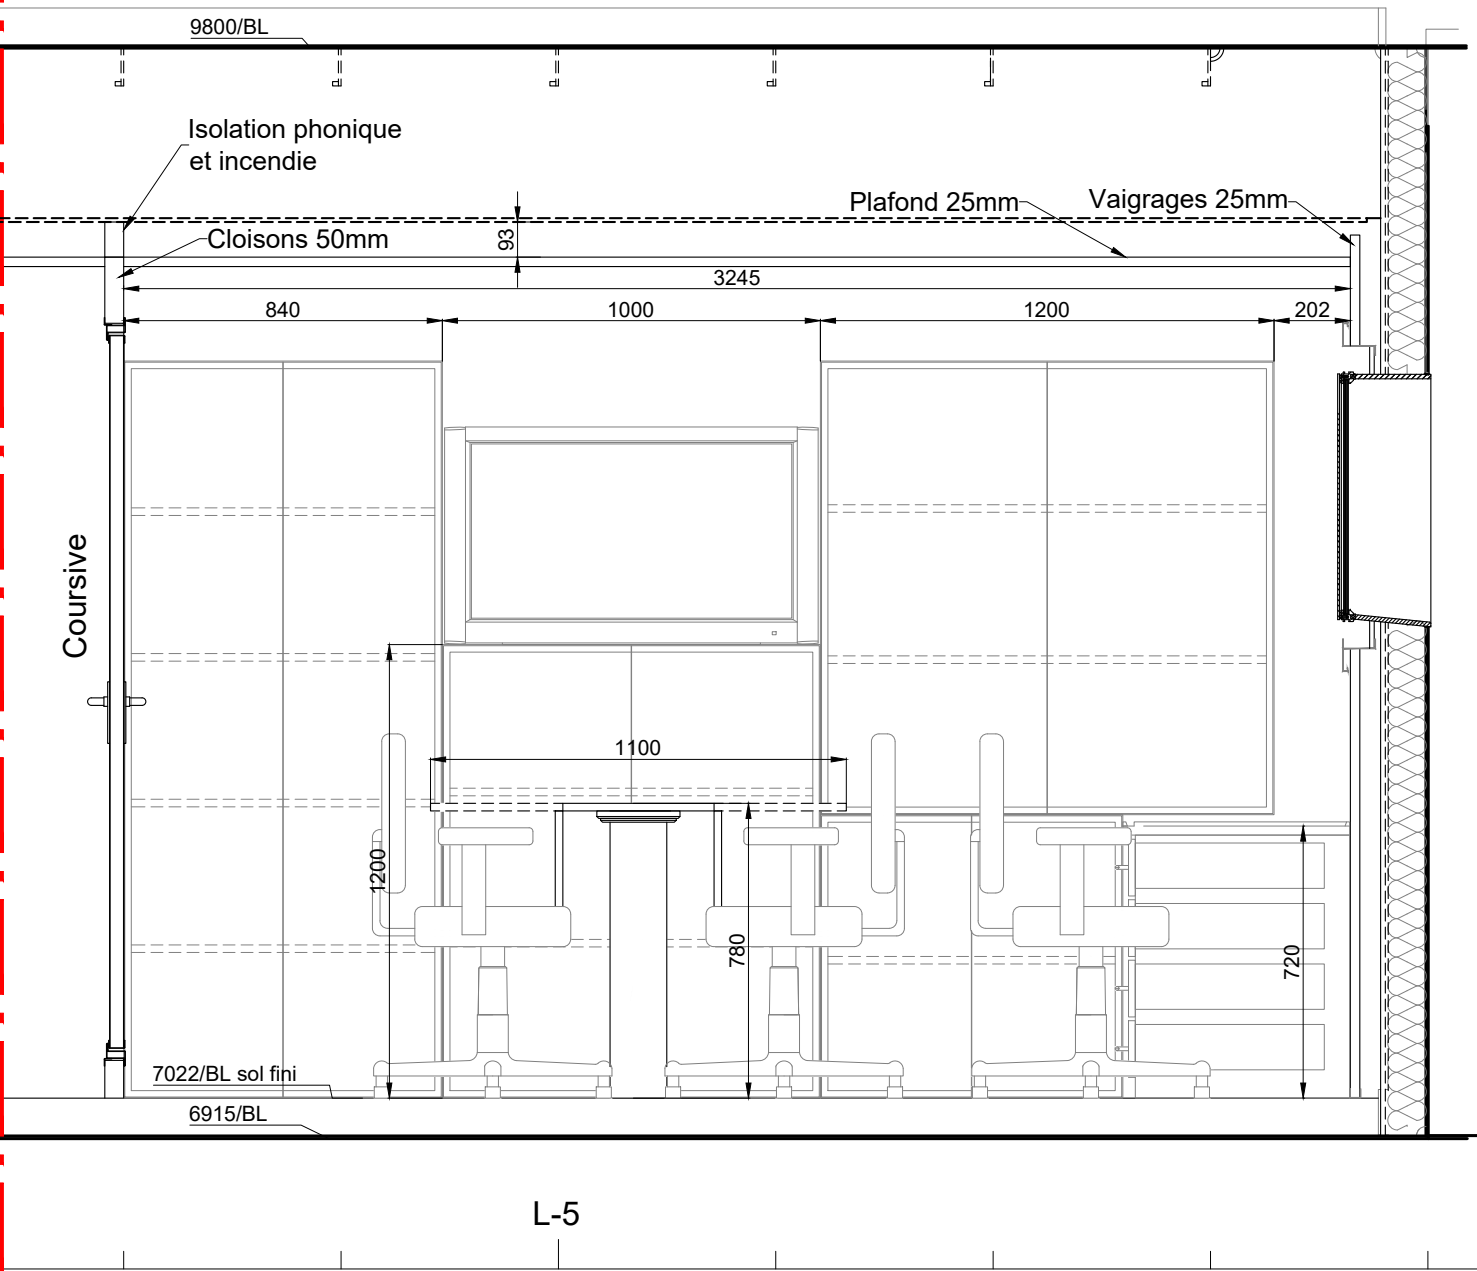 9800/BL
Isolation phonique
et incendie
Plafond 25mm
Vaigrages 25mm
Cloisons 50mm
93
3245
840
1000
1200
202
Coursive
1100
1200
780
720
7022/BL sol fini
6915/BL
L-5